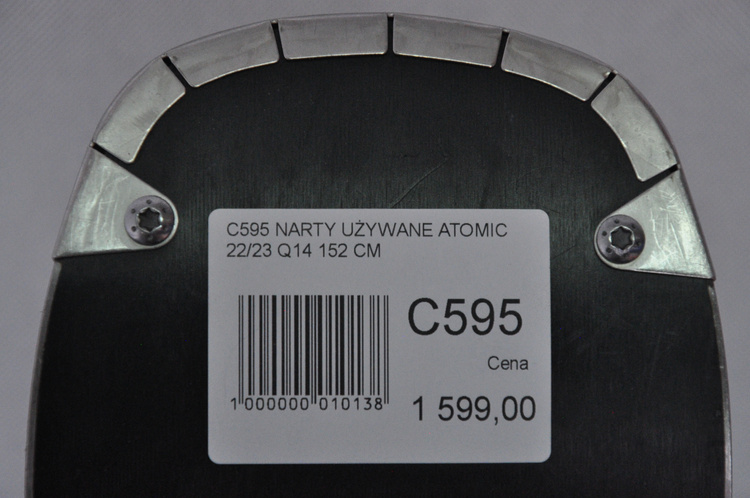 C595 NARTY UŻYWANE ATOMIC
22/23 Q14 152 CM
C595
Cena
1 599,00
1 000000 010138